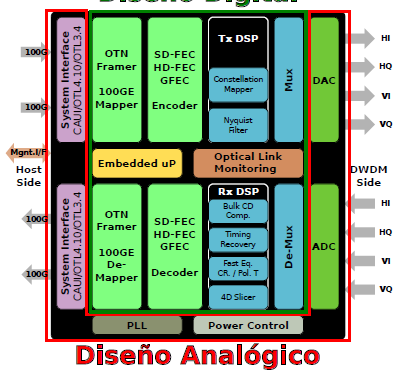 Diseño Digital
System Interface
CAUI/OTL4.10/OTL3.4
OTN
Framer
100GE
Mapper
SD-FEC
HD-FEC
GFEC
Encoder
Tx DSP
Constellation
Mapper
Nyquist
Filter
Mux
DAC
100G
100G
HI
HQ
VI
VQ
Mgnt.I/F
Embedded uP
Optical Link
Monitoring
Host
Side
DWDM
Side
System Interface
CAUI/OTL4.10/OTL3.4
OTN
Framer
100GE
De-
Mapper
SD-FEC
HD-FEC
GFEC
Decoder
Rx DSP
Bulk CD
Comp.
Timing
Recovery
Fast Eq.
CR. / Pol. T
4D Slicer
De-Mux
ADC
100G
100G
HI
HQ
VI
VQ
PLL
Power Control
Diseño Analógico